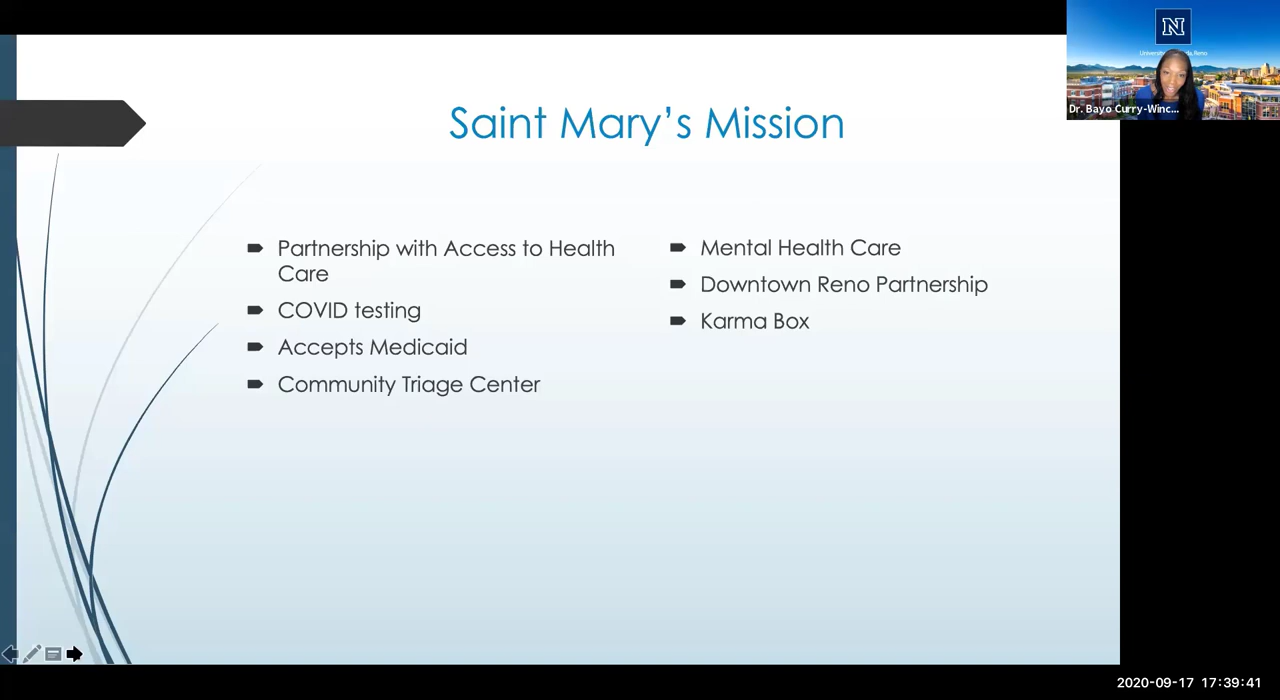 Saint Mary’s Mission
Partnership with Access to Health
Care
COVID testing
Accepts Medicaid
Community Triage Center
Mental Health Care
Downtown Reno Partnership
Karma Box
N
Reno
Dr. Bayo Curry-Winc...
2020-09-17 17:39:41